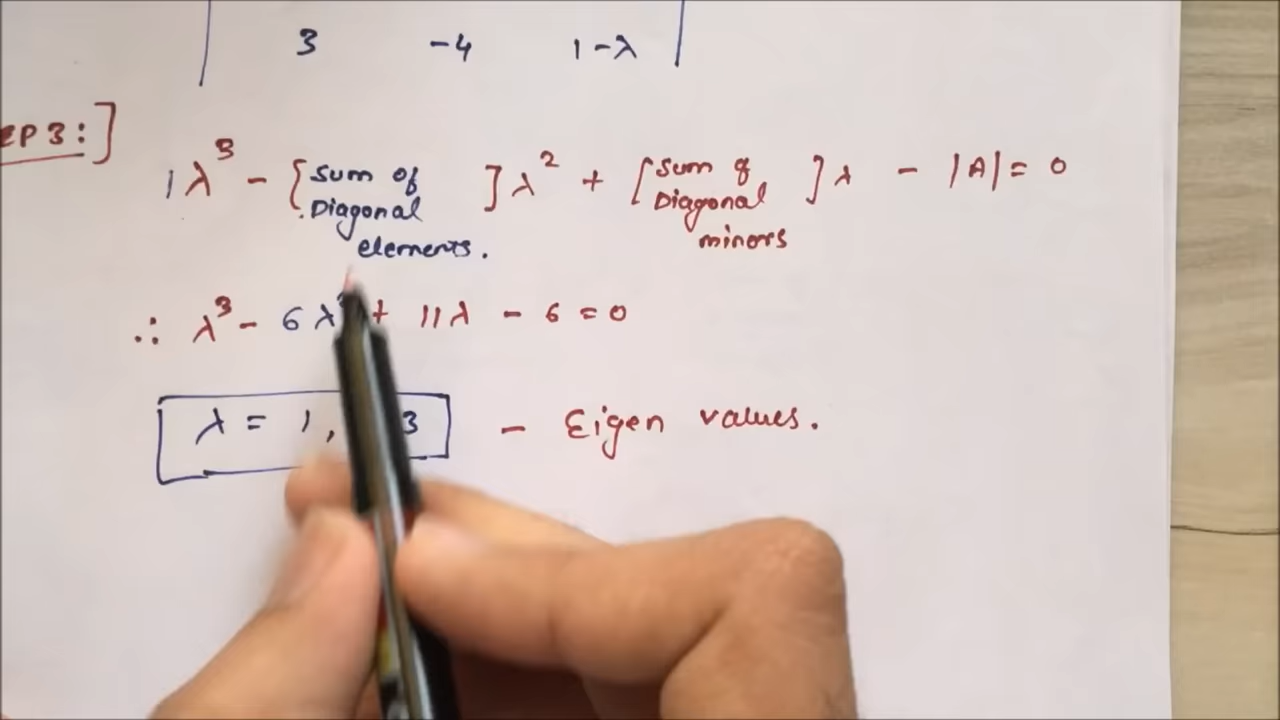 3 -4 1-λ
EP 3:]
1λ³ - [Sum of Diagonal elements.]λ² + [Sum of Diagonal minors]λ - |A| = 0
∴ λ³ - 6λ + 11λ - 6 = 0
λ = 1, 3 - Eigen values.